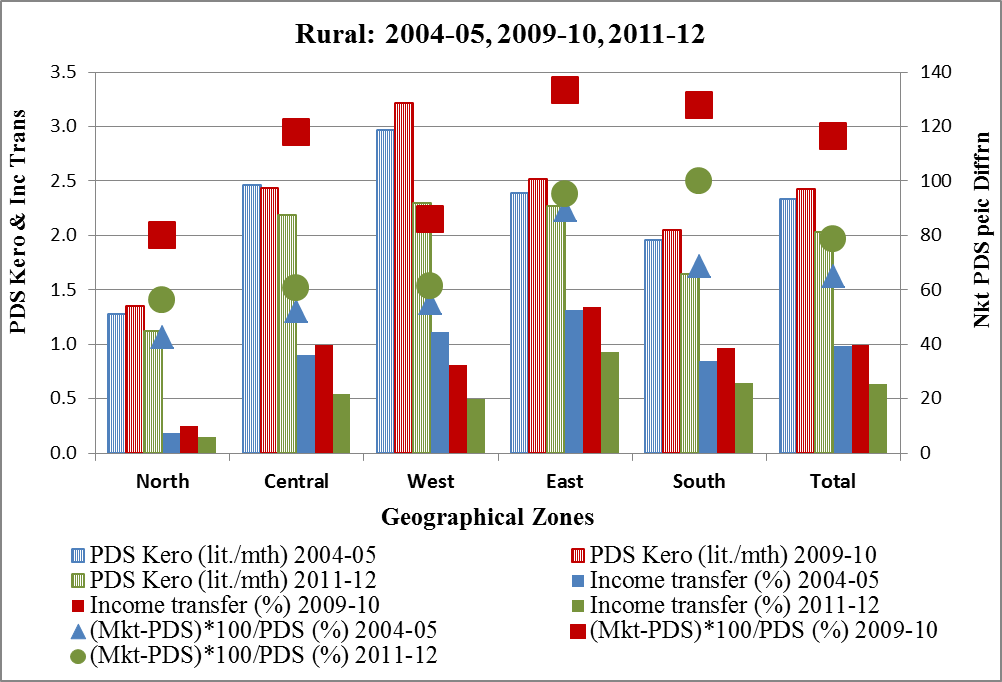 Rural: 2004-05, 2009-10, 2011-12
PDS Kero & Inc Trans
3.5
3.0
2.5
2.0
1.5
1.0
0.5
0.0
140
120
100
80
60
40
20
0
Nkt PDS peic Diffrn
North Central West East South Total
Geographical Zones
PDS Kero (lit./mth) 2004-05 PDS Kero (lit./mth) 2009-10
PDS Kero (lit./mth) 2011-12 Income transfer (%) 2004-05
Income transfer (%) 2009-10 Income transfer (%) 2011-12
(Mkt-PDS)*100/PDS (%) 2004-05 (Mkt-PDS)*100/PDS (%) 2009-10
(Mkt-PDS)*100/PDS (%) 2011-12